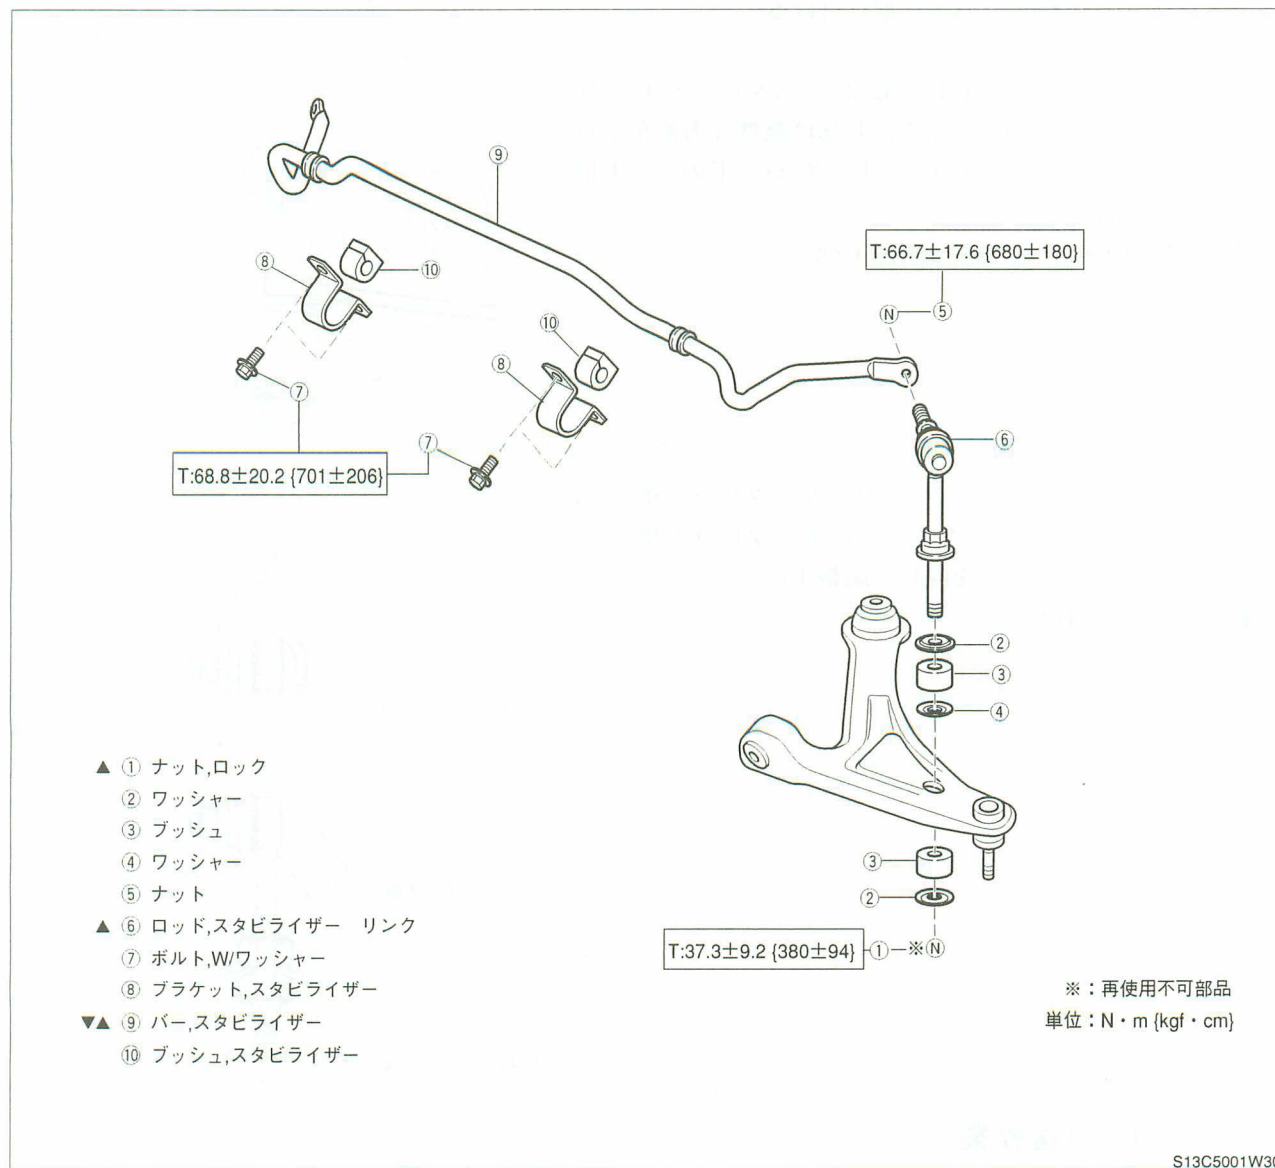 ⑨
⑧
⑩
T:66.7±17.6 {680±180}
Ⓝ ⑤
⑩
⑧
⑦
⑦
⑥
T:68.8±20.2 {701±206}
②
③
④
▲ ① ナット,ロック
② ワッシャー
③ ブッシュ
④ ワッシャー
⑤ ナット
▲ ⑥ ロッド,スタビライザー リンク
⑦ ボルト,W/ワッシャー
⑧ ブラケット,スタビライザー
▼▲ ⑨ バー,スタビライザー
⑩ ブッシュ,スタビライザー
③
②
T:37.3±9.2 {380±94} ① ※Ⓝ
※：再使用不可部品
単位：N・m {kgf・cm}
S13C5001W30